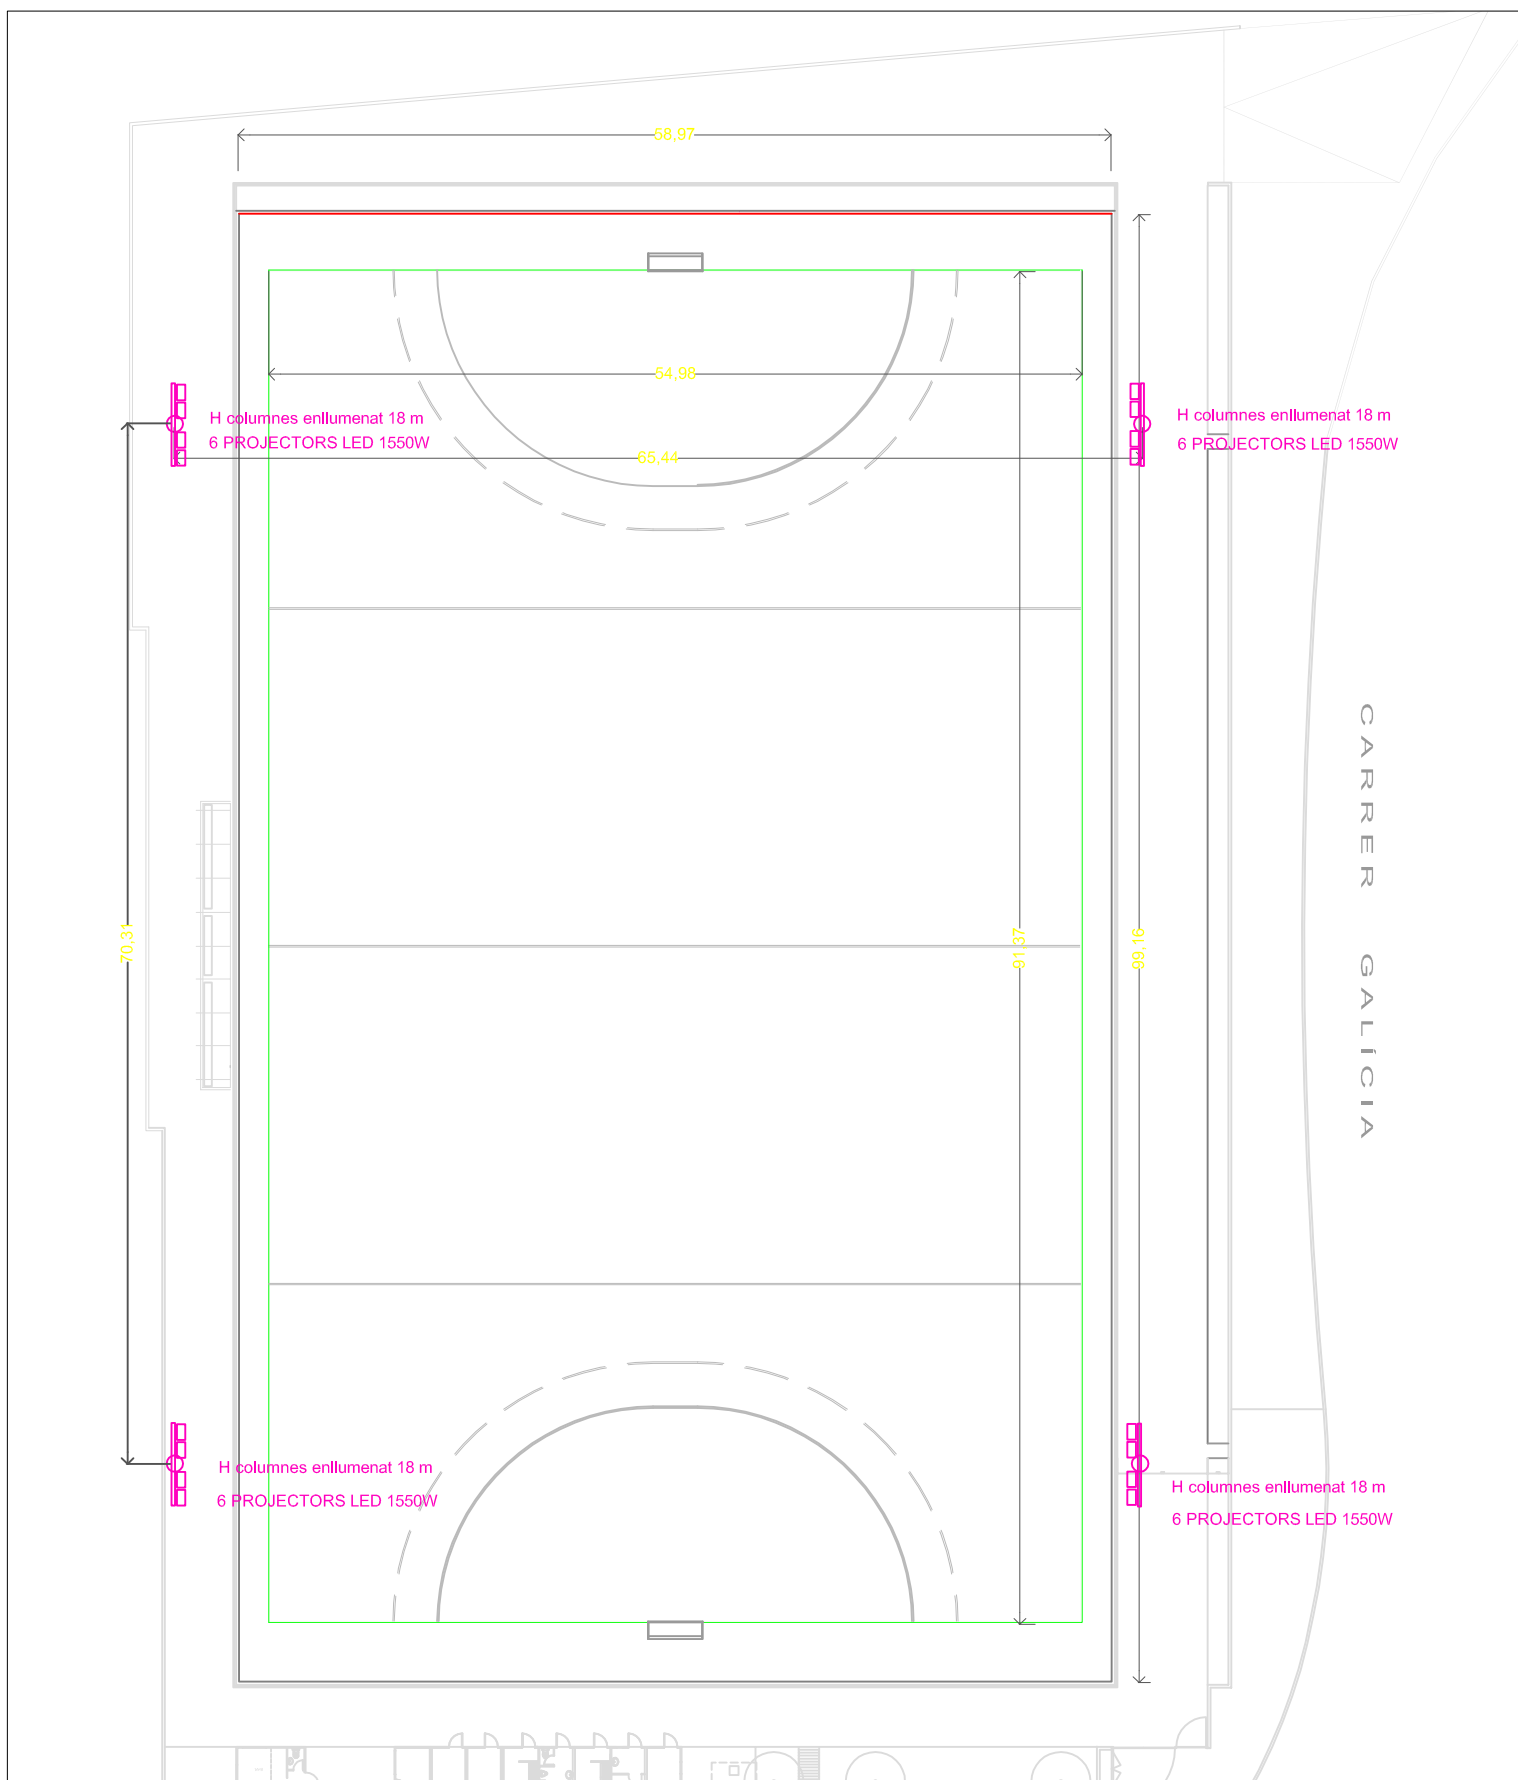 58,97
54,98
H columnes enllumenat 18 m
6 PROJECTORS LED 1550W
H columnes enllumenat 18 m
6 PROJECTORS LED 1550W
65,44
CARRER GALÍCIA
70,31
91,37
99,16
H columnes enllumenat 18 m
6 PROJECTORS LED 1550W
H columnes enllumenat 18 m
6 PROJECTORS LED 1550W